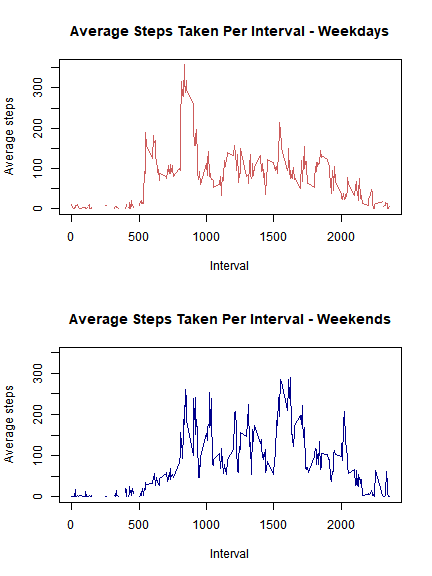 Average Steps Taken Per Interval - Weekdays
300
200
100
0
Average steps
0 500 1000 1500 2000
Interval
Average Steps Taken Per Interval - Weekends
300
200
100
0
Average steps
0 500 1000 1500 2000
Interval